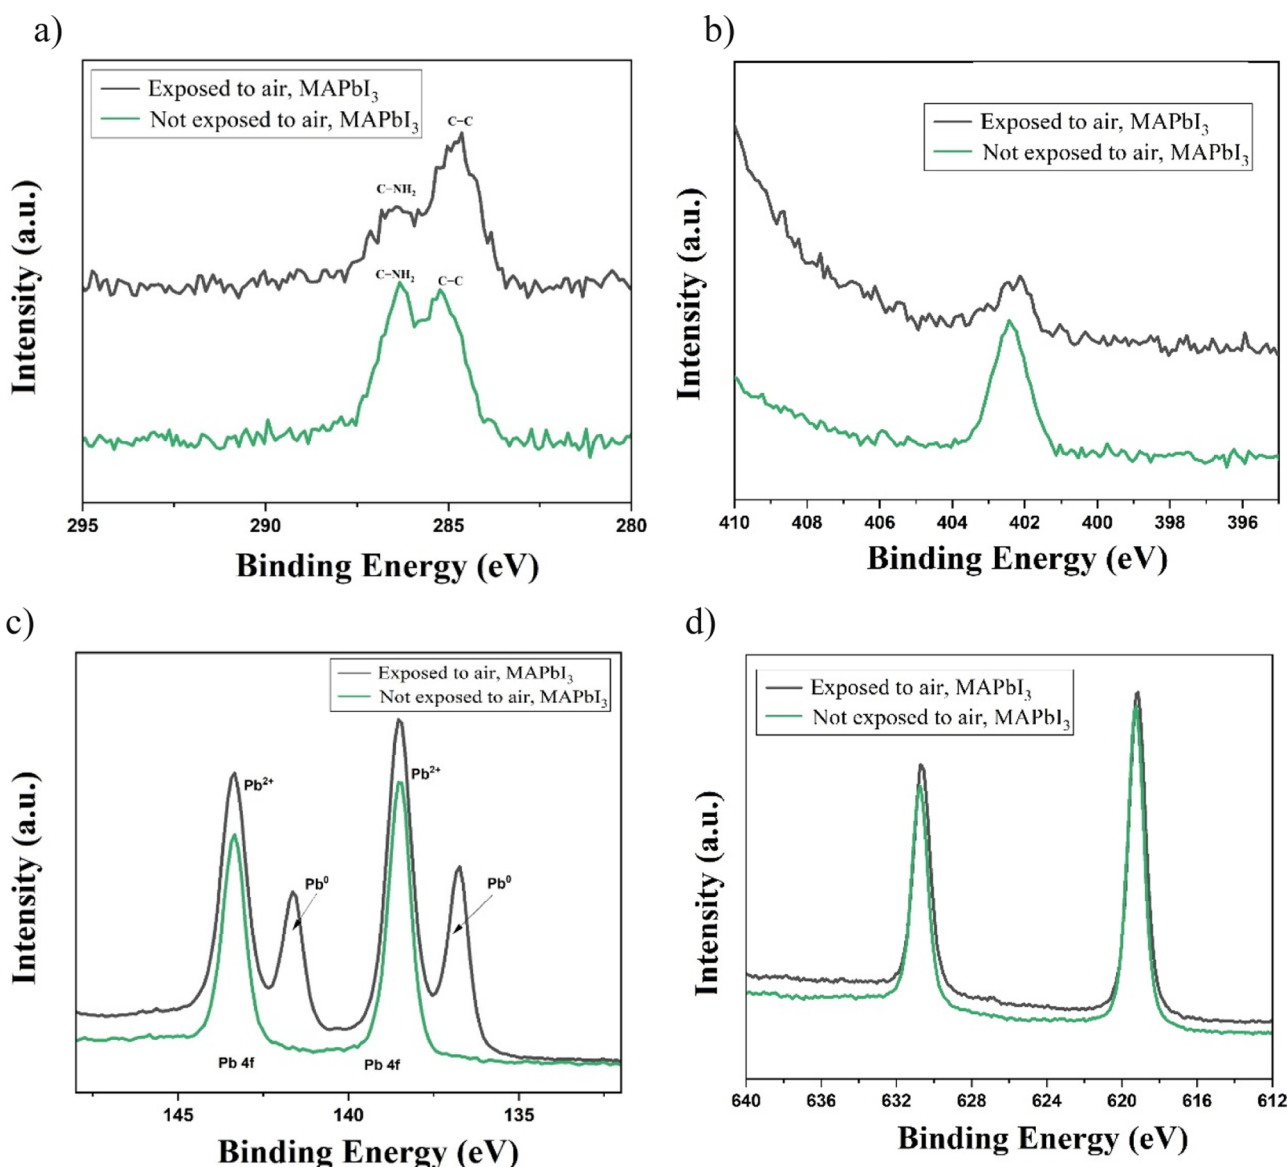 a)
Exposed to air, MAPbI₃
Not exposed to air, MAPbI₃
C–C
C–NH₂
C–NH₂
C–C
Intensity (a.u.)
295 290 285 280
Binding Energy (eV)
b)
Exposed to air, MAPbI₃
Not exposed to air, MAPbI₃
Intensity (a.u.)
410 408 406 404 402 400 398 396
Binding Energy (eV)
c)
Exposed to air, MAPbI₃
Not exposed to air, MAPbI₃
Pb²⁺
Pb²⁺
Pb⁰
Pb⁰
Pb 4f
Pb 4f
Intensity (a.u.)
145 140 135
Binding Energy (eV)
d)
Exposed to air, MAPbI₃
Not exposed to air, MAPbI₃
Intensity (a.u.)
640 636 632 628 624 620 616 612
Binding Energy (eV)